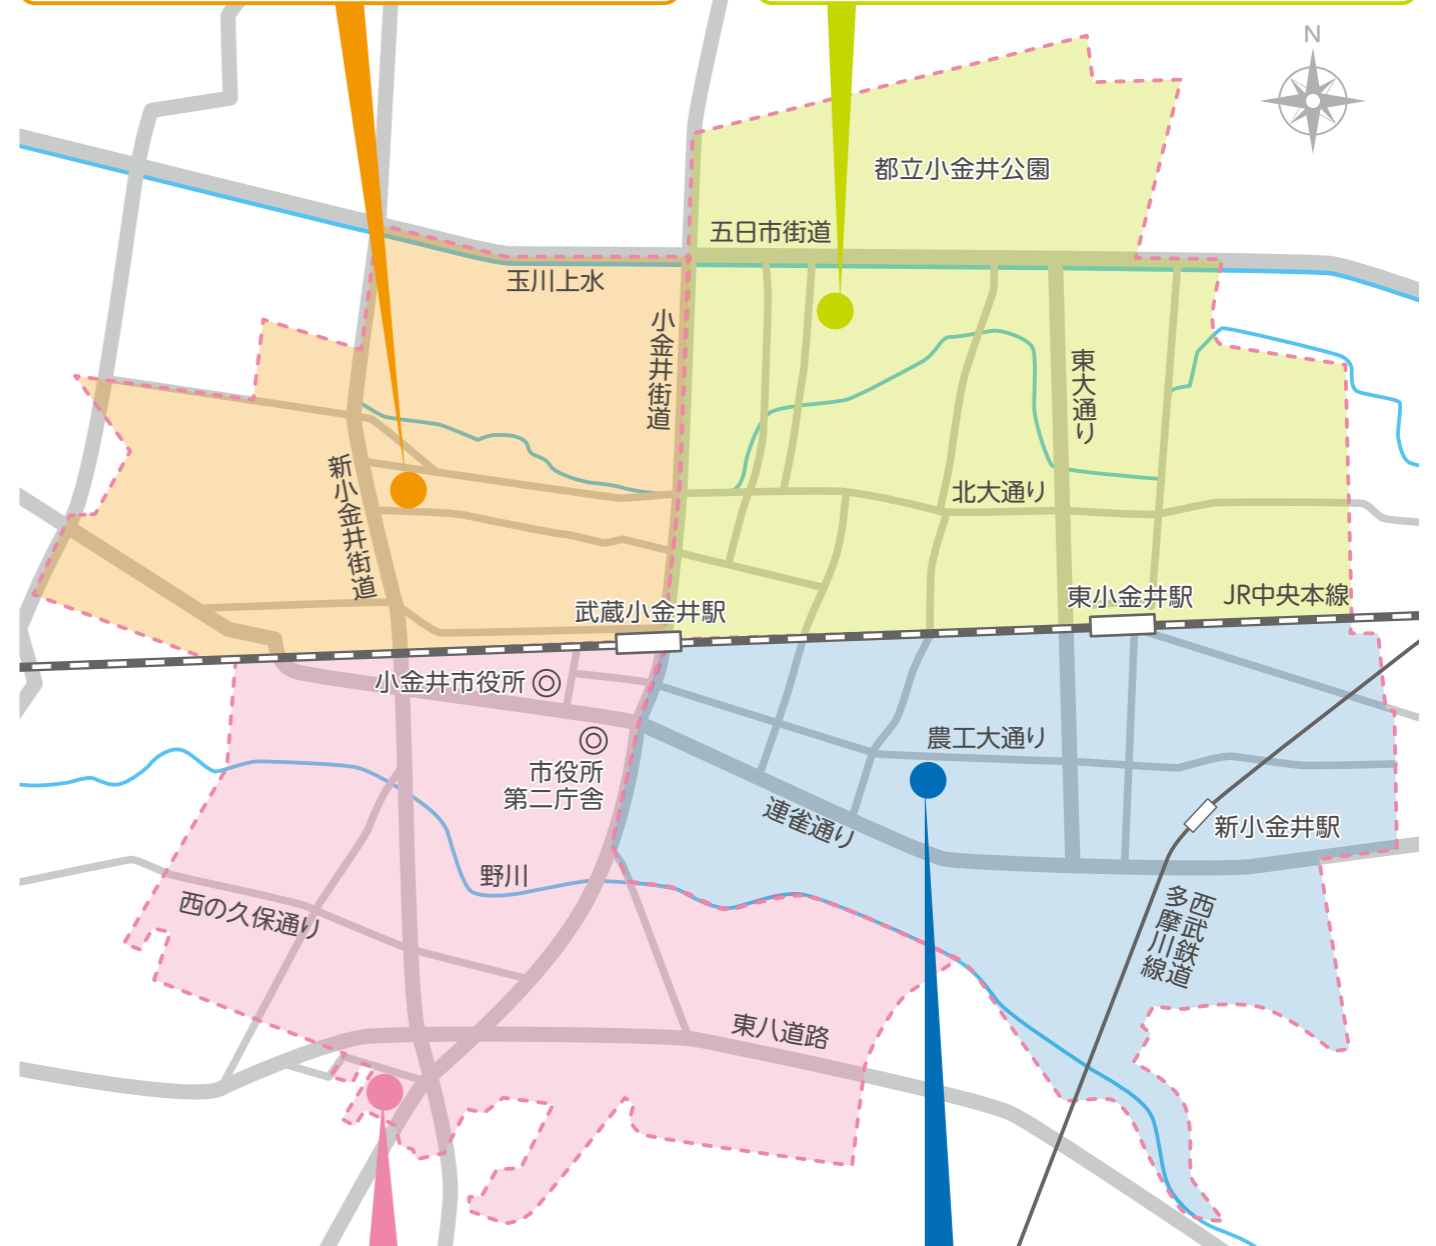 N
都立小金井公園
五日市街道
玉川上水
小金井街道
東大通り
新小金井街道
北大通り
武蔵小金井駅
東小金井駅
JR中央本線
小金井市役所
農工大通り
市役所
第二庁舎
連雀通り
新小金井駅
野川
西の久保通り
西武鉄道
多摩川線
東八道路